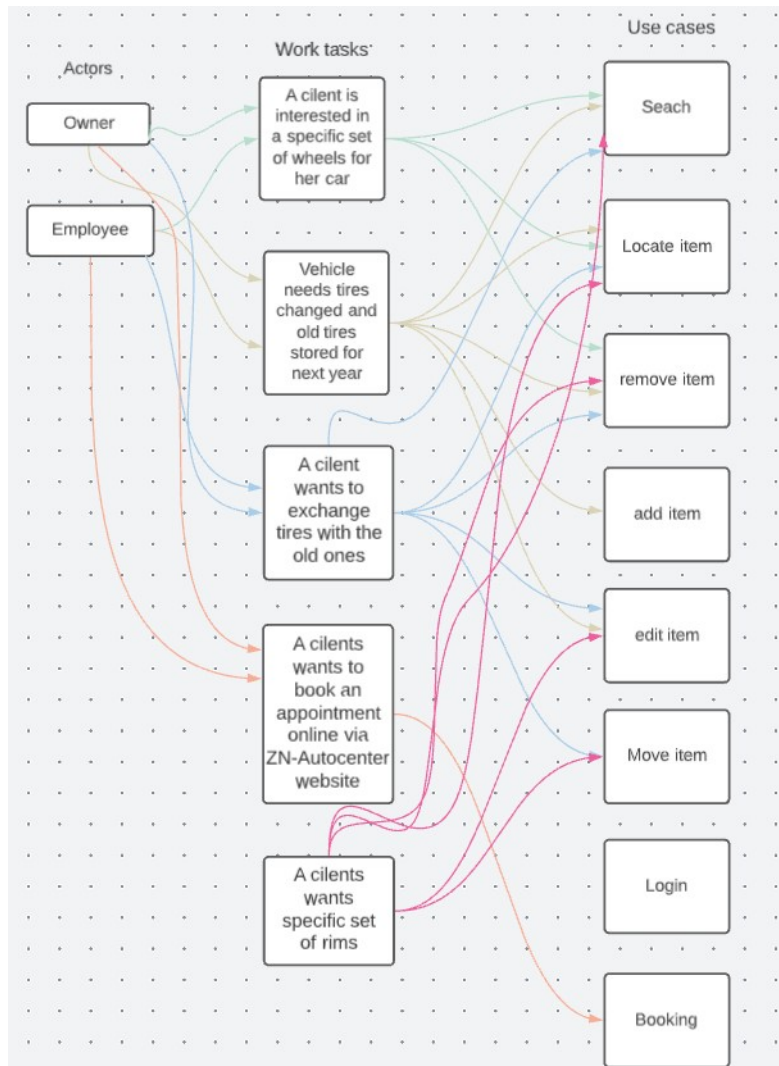 Actors
Work tasks
Use cases
Owner
Employee
A cilent is
interested in
a specific set
of wheels for
her car
Vehicle
needs tires
changed and
old tires
stored for
next year
A cilent
wants to
exchange
tires with the
old ones
A cilents
wants to
book an
appointment
online via
ZN-Autocenter
website
A cilents
wants
specific set
of rims
Seach
Locate item
remove item
add item
edit item
Move item
Login
Booking